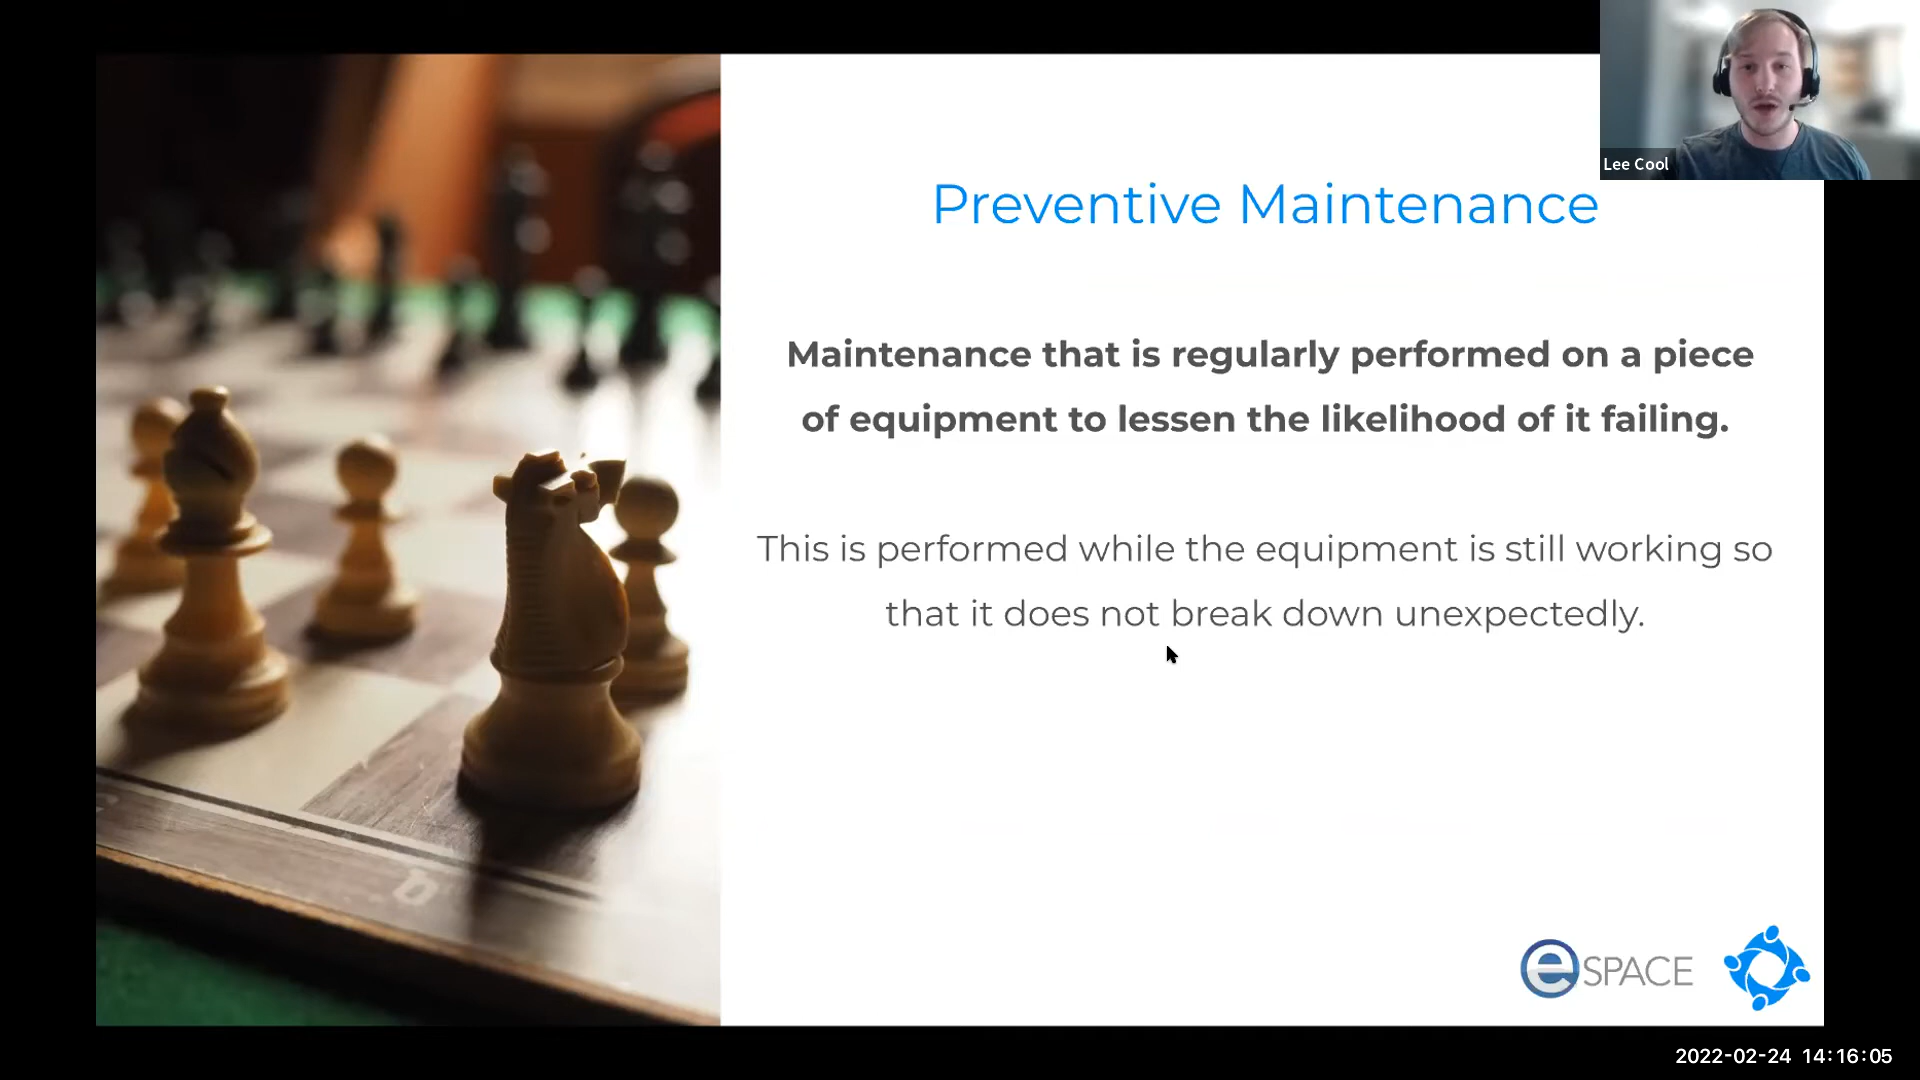 Lee Cool
Preventive Maintenance
Maintenance that is regularly performed on a piece
of equipment to lessen the likelihood of it failing.
This is performed while the equipment is still working so
that it does not break down unexpectedly.
eSPACE
2022-02-24 14:16:05